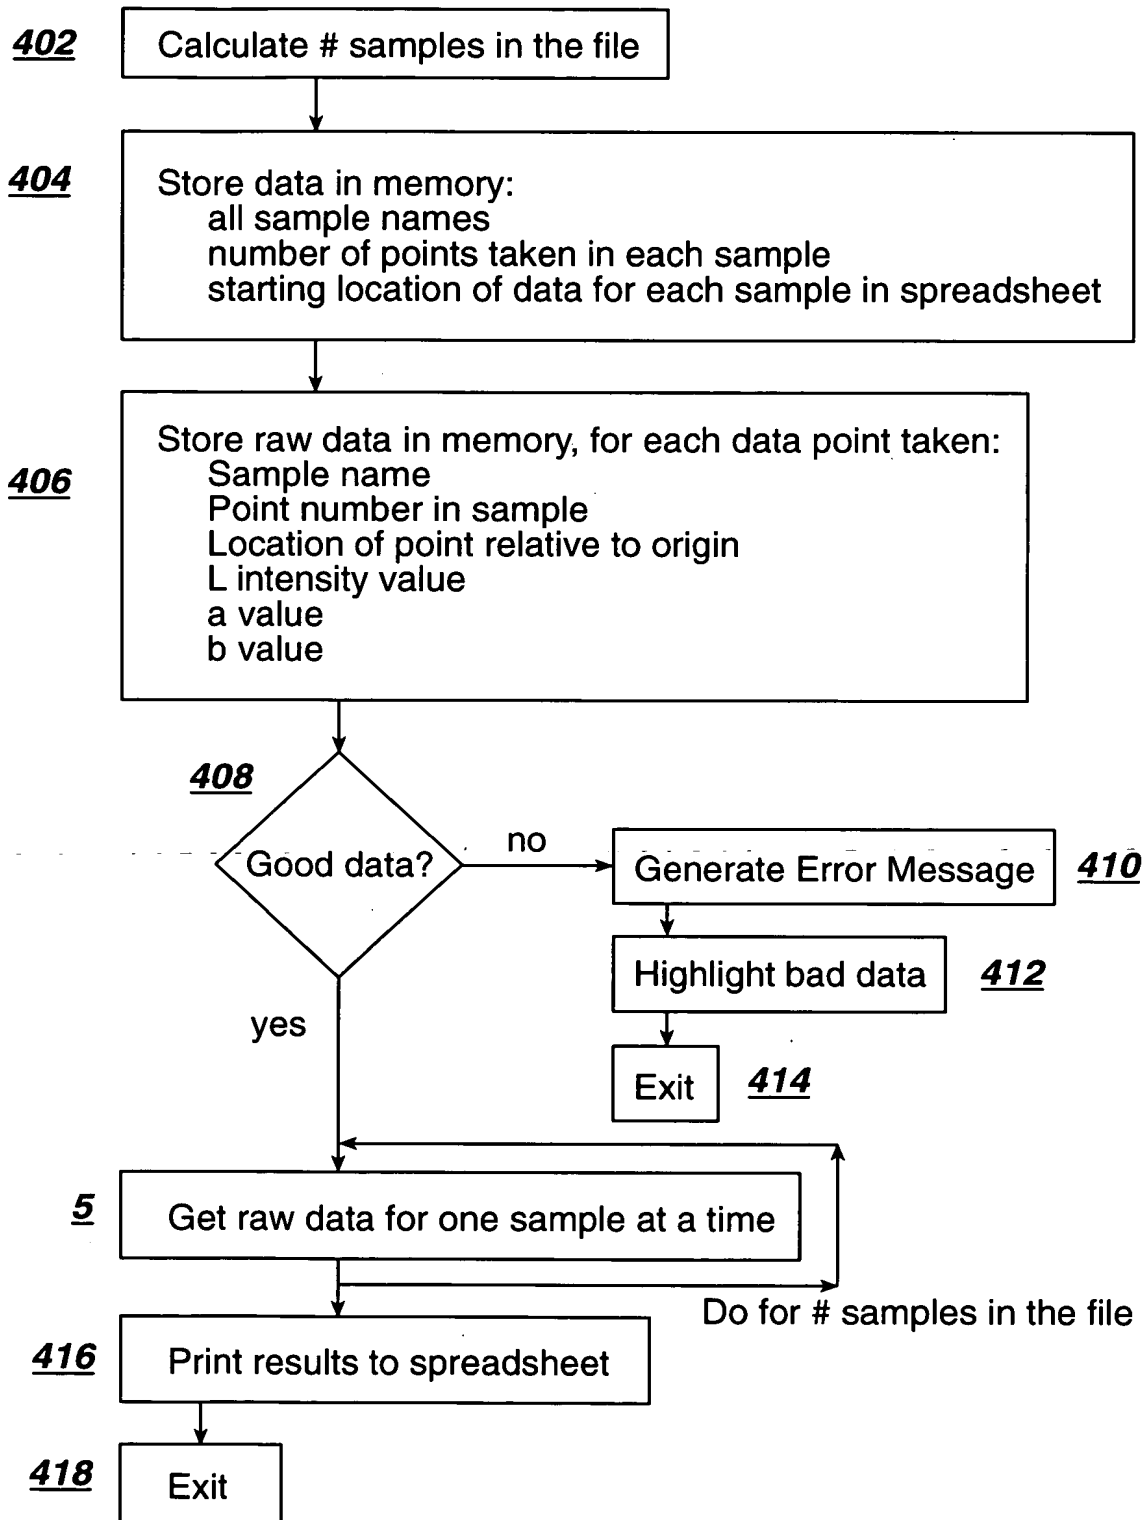 402 Calculate # samples in the file
404 Store data in memory:
all sample names
number of points taken in each sample
starting location of data for each sample in spreadsheet
Store raw data in memory, for each data point taken:
406 Sample name
Point number in sample
Location of point relative to origin
L intensity value
a value
b value
408
no
Good data?
Generate Error Message 410
Highlight bad data 412
yes
Exit 414
5 Get raw data for one sample at a time
Do for # samples in the file
416 Print results to spreadsheet
418 Exit